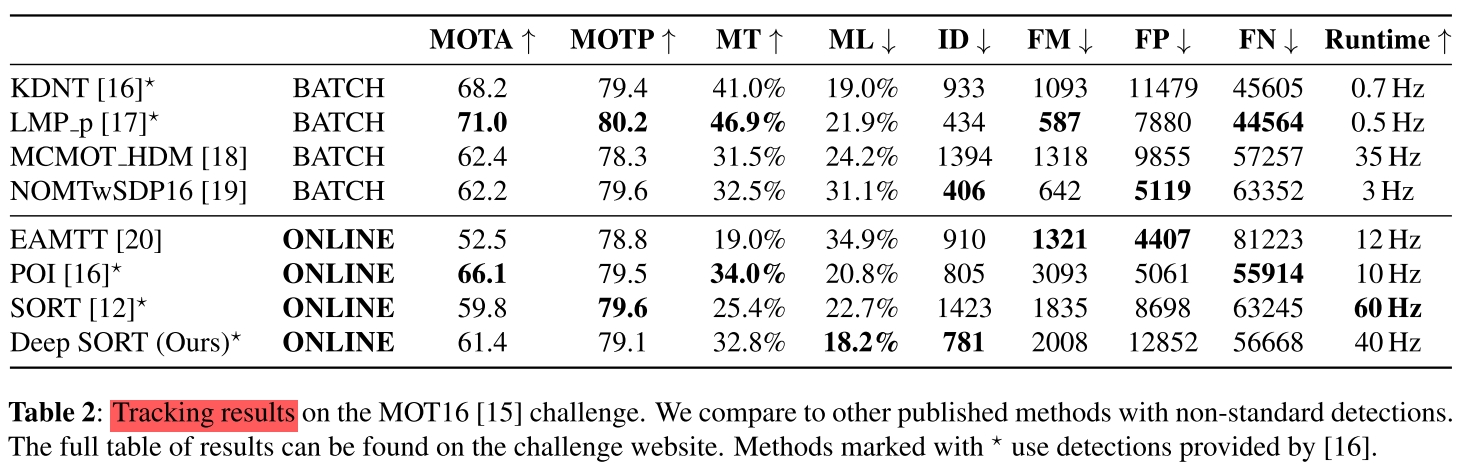 MOTA ↑ MOTP ↑ MT ↑ ML ↓ ID ↓ FM ↓ FP ↓ FN ↓ Runtime ↑
KDNT [16]* BATCH 68.2 79.4 41.0% 19.0% 933 1093 11479 45605 0.7 Hz
LMP_p [17]* BATCH 71.0 80.2 46.9% 21.9% 434 587 7880 44564 0.5 Hz
MCMOT_HDM [18] BATCH 62.4 78.3 31.5% 24.2% 1394 1318 9855 57257 35 Hz
NOMTwSDP16 [19] BATCH 62.2 79.6 32.5% 31.1% 406 642 5119 63352 3 Hz
EAMTT [20] ONLINE 52.5 78.8 19.0% 34.9% 910 1321 4407 81223 12 Hz
POI [16]* ONLINE 66.1 79.5 34.0% 20.8% 805 3093 5061 55914 10 Hz
SORT [12]* ONLINE 59.8 79.6 25.4% 22.7% 1423 1835 8698 63245 60 Hz
Deep SORT (Ours)* ONLINE 61.4 79.1 32.8% 18.2% 781 2008 12852 56668 40 Hz
Table 2: Tracking results on the MOT16 [15] challenge. We compare to other published methods with non-standard detections.
The full table of results can be found on the challenge website. Methods marked with * use detections provided by [16].